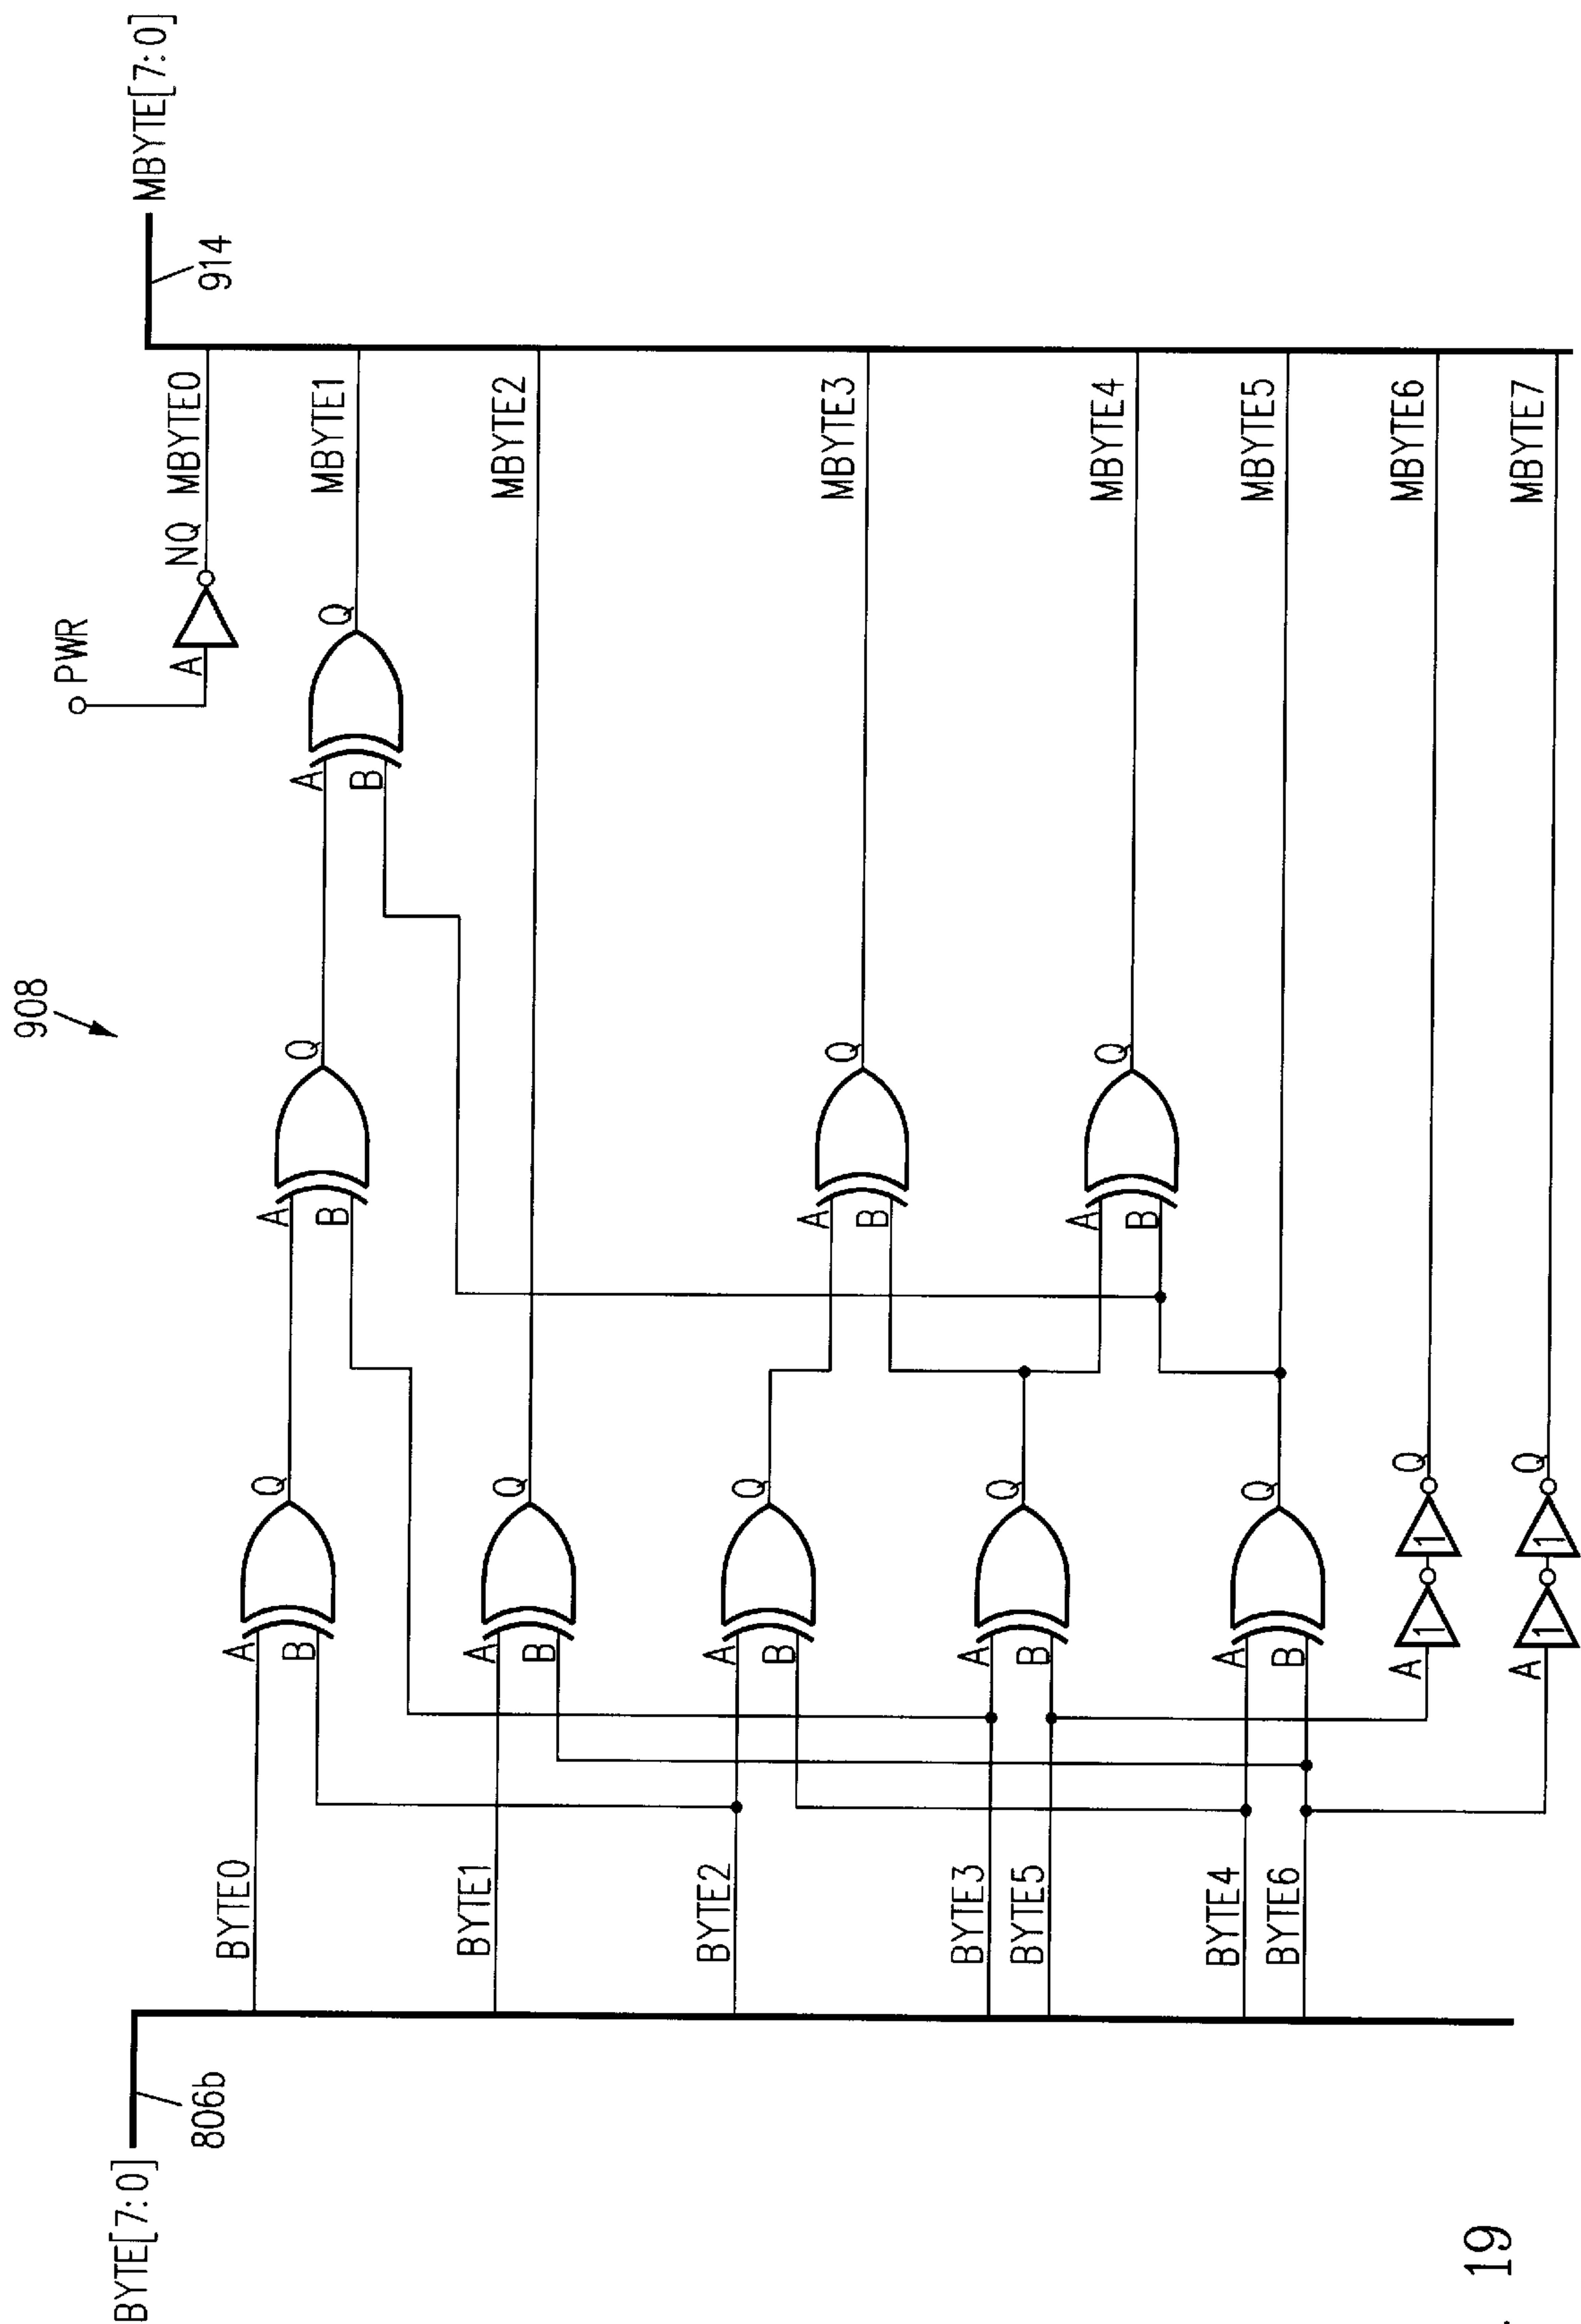 908
PWR
BYTE[7:0]
806b
MBYTE[7:0]
914
A
NQ MBYTE0
BYTE0
A
B
Q
A
B
Q
A
B
Q
MBYTE1
BYTE1
A
B
Q
MBYTE2
BYTE2
A
B
Q
A
B
Q
MBYTE3
BYTE3
BYTE5
A
B
Q
A
B
Q
MBYTE4
BYTE4
BYTE6
A
B
Q
MBYTE5
A
1
1
Q
MBYTE6
A
1
1
Q
MBYTE7
. 19